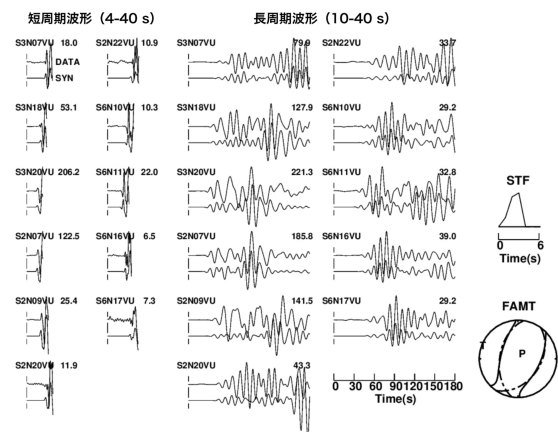 短周期波形（4-40 s）
長周期波形（10-40 s）
S3N07VU 18.0
DATA
SYN
S2N22VU 10.9
S3N07VU 79.9
S2N22VU 33.7
S3N18VU 53.1
S6N10VU 10.3
S3N18VU 127.9
S6N10VU 29.2
S3N20VU 206.2
S6N11VU 22.0
S3N20VU 221.3
S6N11VU 32.8
S2N07VU 122.5
S6N16VU 6.5
S2N07VU 185.8
S6N16VU 39.0
S2N09VU 25.4
S6N17VU 7.3
S2N09VU 141.5
S6N17VU 29.2
S2N20VU 11.9
S2N20VU 43.3
0 30 60 90 120 150 180
Time(s)
STF
0 6
Time(s)
FAMT
T
P